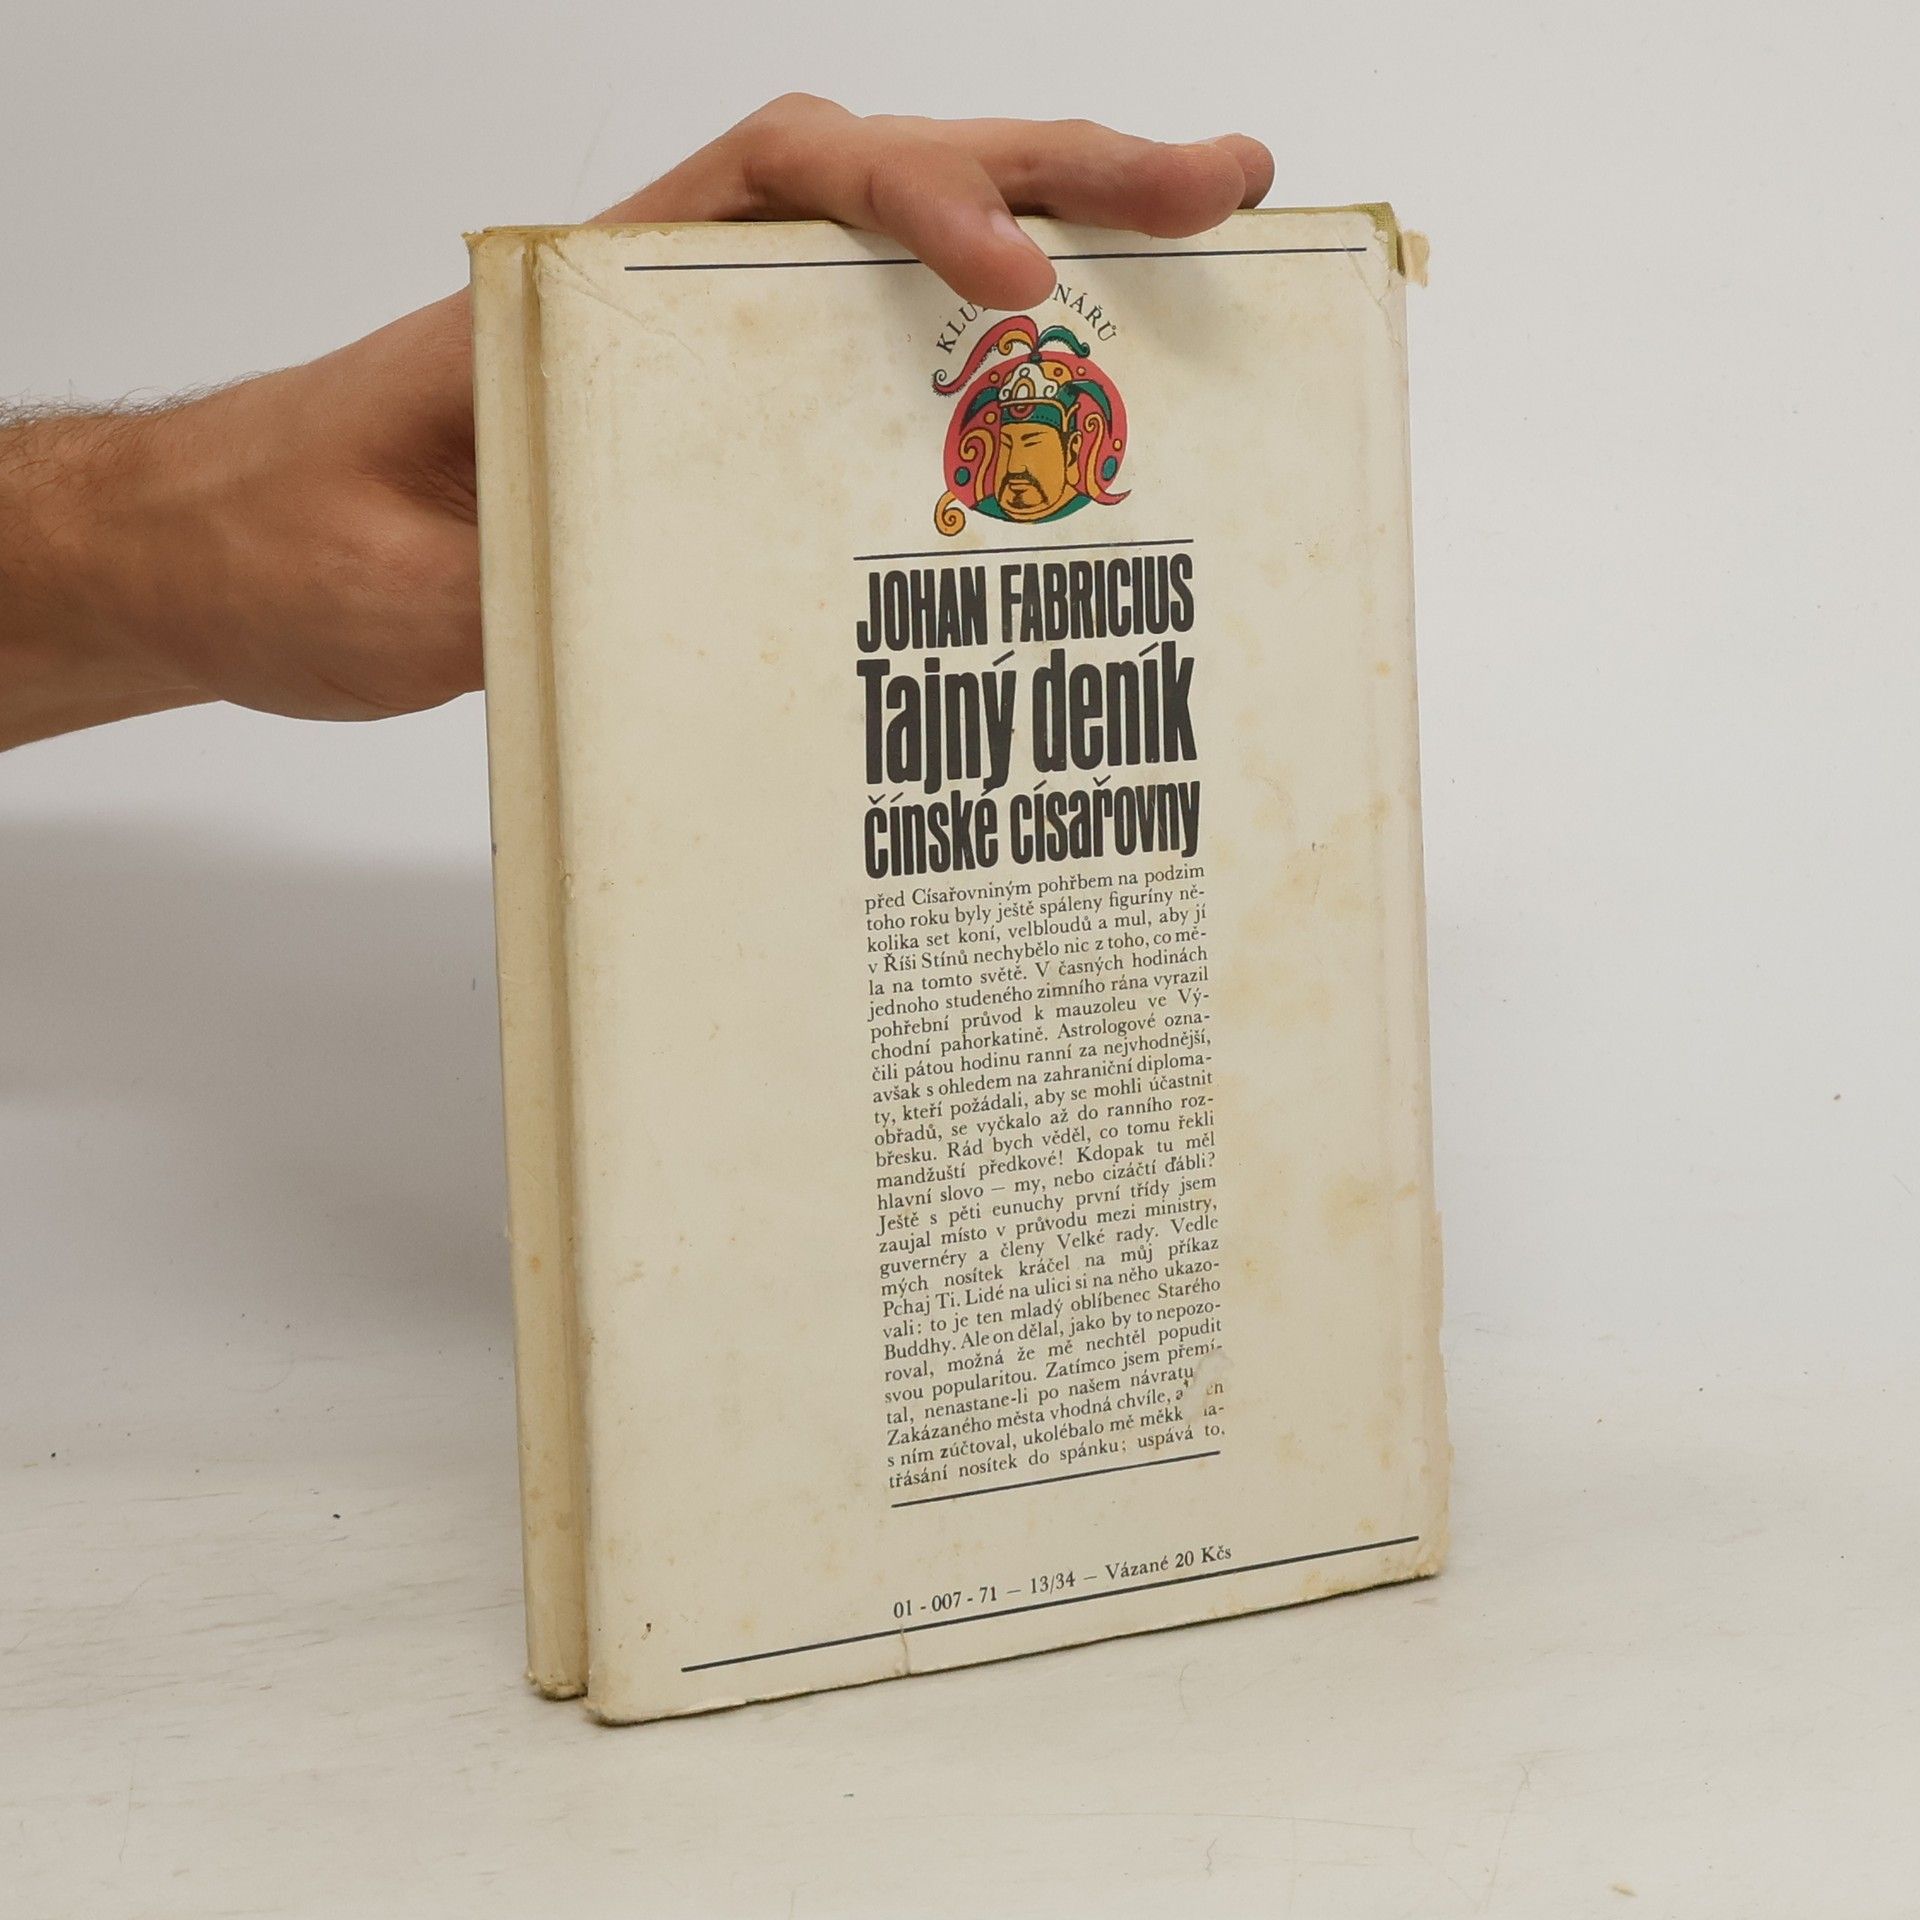 JOHAN FABRICIUS
Tajný deník
čínské císařovny
před Císařovniným pohřbem na podzim
toho roku byly ještě spáleny figuríny ně-
kolika set koní, velbloudů a mul, aby jí
v Říši Stínů nechybělo nic z toho, co mě-
la na tomto světě. V časných hodinách
jednoho studeného zimního rána vyrazil
pohřební průvod k mauzoleu ve Vý-
chodní pahorkatině. Astrologové ozna-
čili pátou hodinu ranní za nejvhodnější,
avšak s ohledem na zahraniční diploma-
ty, kteří požádali, aby se mohli účastnit
obřadů, se vyčkalo až do ranního roz-
břesku. Rád bych věděl, co tomu řekli
mandžuští předkové! Kdopak tu měl
hlavní slovo — my, nebo cizáčtí ďábli?
Ještě s pěti eunuchy první třídy jsem
zaujal místo v průvodu mezi ministry,
guvernéry a členy Velké rady. Vedle
mých nosítek kráčel na můj příkaz
Pchaj Ti. Lidé na ulici si na něho ukazo-
vali: to je ten mladý oblíbenec Starého
Buddhy. Ale on dělal, jako by to nepozo-
roval, možná že mě nechtěl popudit
svou popularitou. Zatímco jsem přemí-
tal, nenastane-li po našem návratu
Zakázaného města vhodná chvíle,
s ním zúčtoval, ukolébalo mě
třásání nosítek do spánku; uspává to.
01 - 007 - 71 — 13/34 — Vázané 20 Kčs